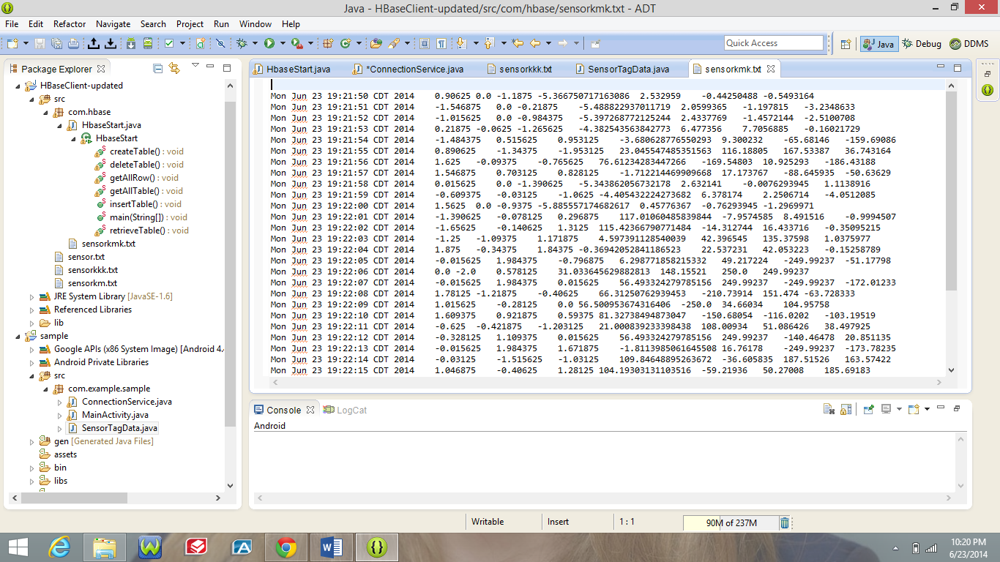 Java - HBaseClient-updated/src/com/hbase/sensorkmk.txt - ADT
File Edit Refactor Navigate Search Project Run Window Help
Quick Access
Java
Debug
DDMS
Package Explorer
HBaseClient-updated
src
com.hbase
HbaseStart.java
HbaseStart
createTable() : void
deleteTable() : void
getAllRow() : void
getAllTable() : void
insertTable() : void
main(String[]) : void
retrieveTable() : void
sensorkmk.txt
sensor.txt
sensorkkk.txt
sensorkm.txt
JRE System Library [JavaSE-1.6]
Referenced Libraries
lib
sample
Google APIs (x86 System Image) [Android 4.
Android Private Libraries
src
com.example.sample
ConnectionService.java
MainActivity.java
SensorTagData.java
gen [Generated Java Files]
assets
bin
libs
HbaseStart.java *ConnectionService.java sensorkkk.txt SensorTagData.java sensorkmk.txt
Mon Jun 23 19:21:50 CDT 2014 0.90625 0.0 -1.1875 -5.366750717163086 2.532959 -0.44250488 -0.5493164
Mon Jun 23 19:21:51 CDT 2014 -1.546875 0.0 -0.21875 -5.488822937011719 2.0599365 -1.197815 -3.2348633
Mon Jun 23 19:21:52 CDT 2014 -1.015625 0.0 -0.984375 -5.397268772125244 2.4337769 -1.4572144 -2.5100708
Mon Jun 23 19:21:53 CDT 2014 0.21875 -0.0625 -1.265625 -4.382543563842773 6.477356 7.7056885 -0.16021729
Mon Jun 23 19:21:54 CDT 2014 -1.484375 0.515625 0.953125 -3.680628776550293 9.300232 -65.68146 -159.69086
Mon Jun 23 19:21:55 CDT 2014 0.890625 -1.34375 -1.953125 23.045547485351563 116.18805 167.53387 36.743164
Mon Jun 23 19:21:56 CDT 2014 1.625 -0.09375 -0.765625 76.61234283447266 -169.54803 10.925293 -186.43188
Mon Jun 23 19:21:57 CDT 2014 1.546875 0.703125 0.828125 -1.712214469909668 17.173767 -88.645935 -50.63629
Mon Jun 23 19:21:58 CDT 2014 0.015625 0.0 -1.390625 -5.343862056732178 2.632141 -0.0076293945 1.1138916
Mon Jun 23 19:21:59 CDT 2014 -0.609375 -0.03125 -1.0625 -4.405432224273682 6.378174 2.2506714 -4.0512085
Mon Jun 23 19:22:00 CDT 2014 1.5625 0.0 -0.9375 -5.885557174682617 0.45776367 -0.76293945 -1.2969971
Mon Jun 23 19:22:01 CDT 2014 -1.390625 -0.078125 0.296875 117.01060485839844 -7.9574585 8.491516 -0.9994507
Mon Jun 23 19:22:02 CDT 2014 -1.65625 -0.140625 1.3125 115.42366790771484 -14.312744 16.433716 -0.35095215
Mon Jun 23 19:22:03 CDT 2014 -1.25 -1.09375 1.171875 4.597391128540039 42.396545 135.37598 1.0375977
Mon Jun 23 19:22:04 CDT 2014 1.875 -0.34375 1.84375 -0.36942052841186523 22.537231 42.053223 -0.15258789
Mon Jun 23 19:22:05 CDT 2014 -0.015625 1.984375 -0.796875 6.298771858215332 49.217224 -249.99237 -51.17798
Mon Jun 23 19:22:06 CDT 2014 0.0 -2.0 0.578125 31.033645629882813 148.15521 250.0 249.99237
Mon Jun 23 19:22:07 CDT 2014 -0.015625 1.984375 0.015625 56.493324279785156 249.99237 -249.99237 -172.01233
Mon Jun 23 19:22:08 CDT 2014 1.78125 -1.21875 -0.40625 66.31250762939453 -210.73914 151.474 -63.728333
Mon Jun 23 19:22:09 CDT 2014 1.015625 -0.28125 0.0 56.500953674316406 -250.0 34.66034 104.95758
Mon Jun 23 19:22:10 CDT 2014 1.609375 0.921875 0.59375 81.32738494873047 -150.68054 -116.0202 -103.19519
Mon Jun 23 19:22:11 CDT 2014 -0.625 -0.421875 -1.203125 21.000839233398438 108.00934 51.086426 38.497925
Mon Jun 23 19:22:12 CDT 2014 -0.328125 1.109375 0.015625 56.493324279785156 249.99237 -140.46478 20.851135
Mon Jun 23 19:22:13 CDT 2014 -0.015625 1.984375 1.671875 -1.8113985061645508 16.76178 -249.99237 -173.78235
Mon Jun 23 19:22:14 CDT 2014 -0.03125 -1.515625 -1.03125 109.84648895263672 -36.605835 187.51526 163.57422
Mon Jun 23 19:22:15 CDT 2014 1.046875 -0.40625 1.28125 104.19303131103516 -59.21936 50.27008 185.69183
Console LogCat
Android
Writable Insert 1 : 1 90M of 237M
10:20 PM
6/23/2014